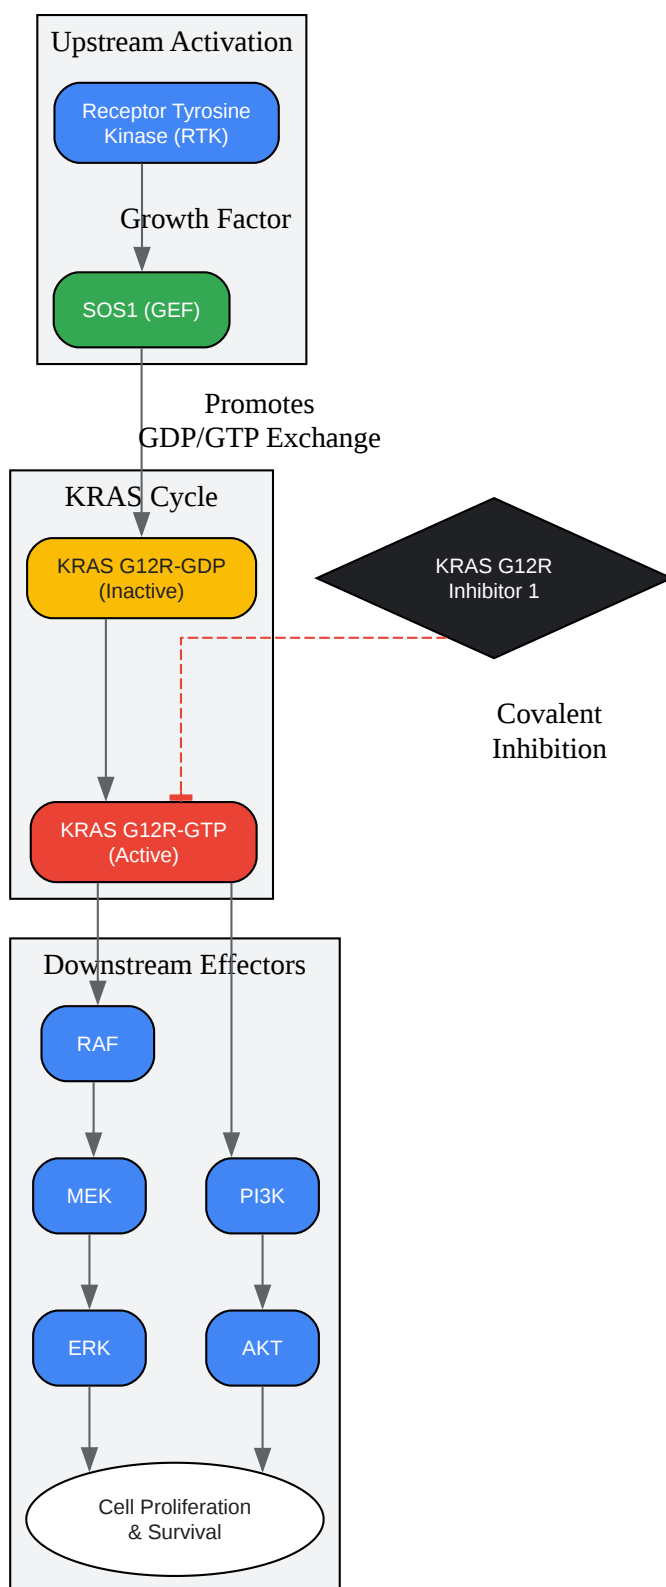 Upstream Activation
Receptor Tyrosine
Kinase (RTK)
Growth Factor
SOS1 (GEF)
Promotes
GDP/GTP Exchange
KRAS Cycle
KRAS G12R-GDP
(Inactive)
KRAS G12R
Inhibitor 1
Covalent
Inhibition
KRAS G12R-GTP
(Active)
Downstream Effectors
RAF
MEK
PI3K
ERK
AKT
Cell Proliferation
& Survival